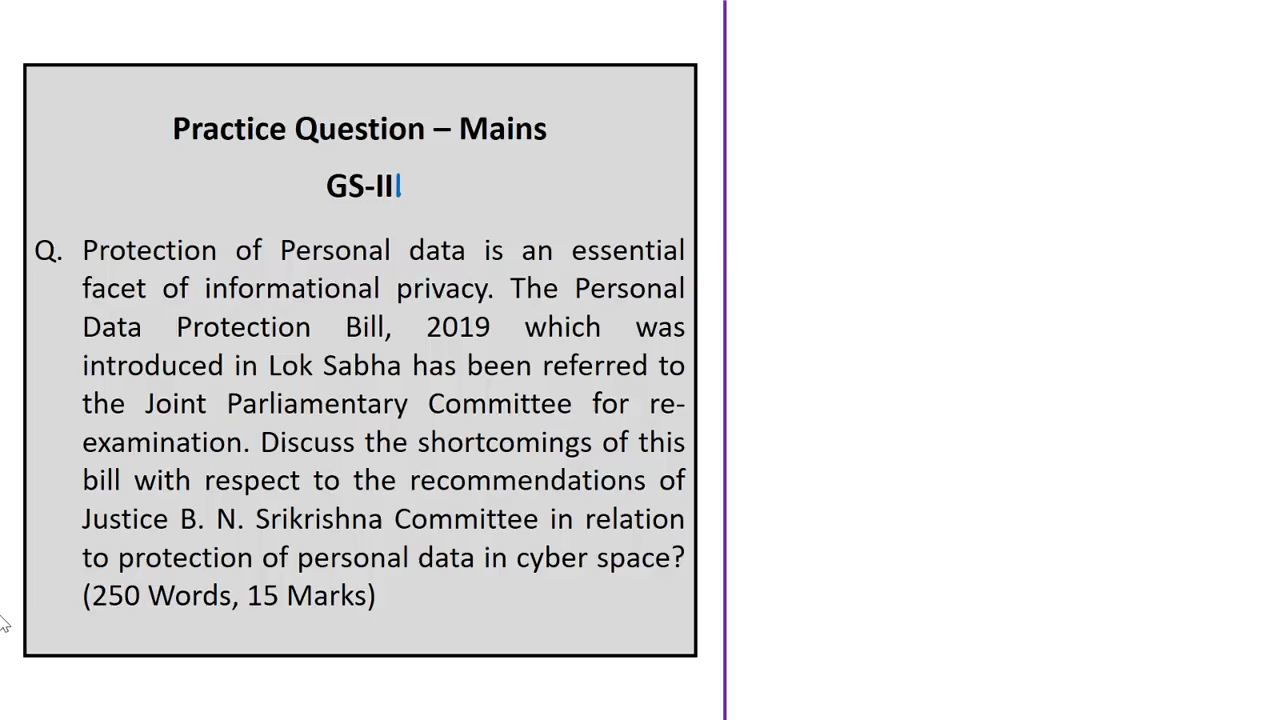 Practice Question – Mains
GS-III
Q. Protection of Personal data is an essential
facet of informational privacy. The Personal
Data Protection Bill, 2019 which was
introduced in Lok Sabha has been referred to
the Joint Parliamentary Committee for re-
examination. Discuss the shortcomings of this
bill with respect to the recommendations of
Justice B. N. Srikrishna Committee in relation
to protection of personal data in cyber space?
(250 Words, 15 Marks)